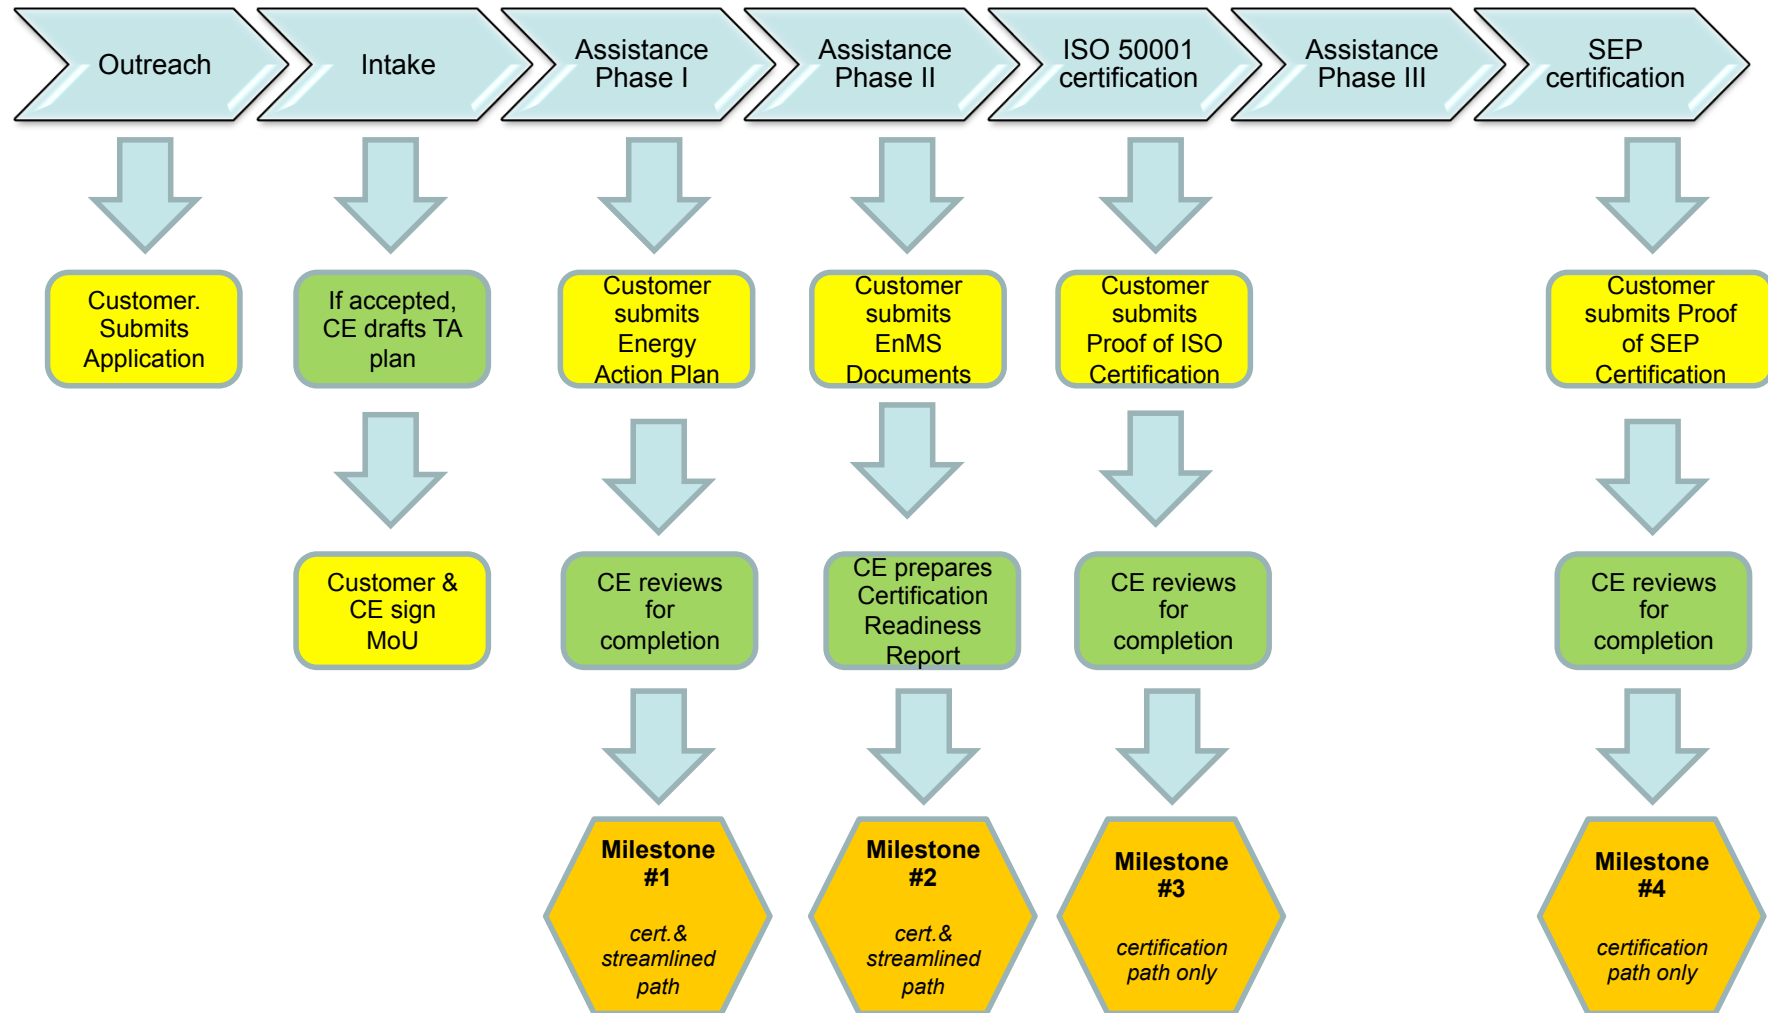 Outreach
Intake
Assistance
Phase I
Assistance
Phase II
ISO 50001
certification
Assistance
Phase III
SEP
certification
Customer.
Submits
Application
If accepted,
CE drafts TA
plan
Customer
submits
Energy
Action Plan
Customer
submits
EnMS
Documents
Customer
submits
Proof of ISO
Certification
Customer
submits Proof
of SEP
Certification
Customer &
CE sign
MoU
CE reviews
for
completion
CE prepares
Certification
Readiness
Report
CE reviews
for
completion
CE reviews
for
completion
Milestone
#1
cert.&
streamlined
path
Milestone
#2
cert.&
streamlined
path
Milestone
#3
certification
path only
Milestone
#4
certification
path only